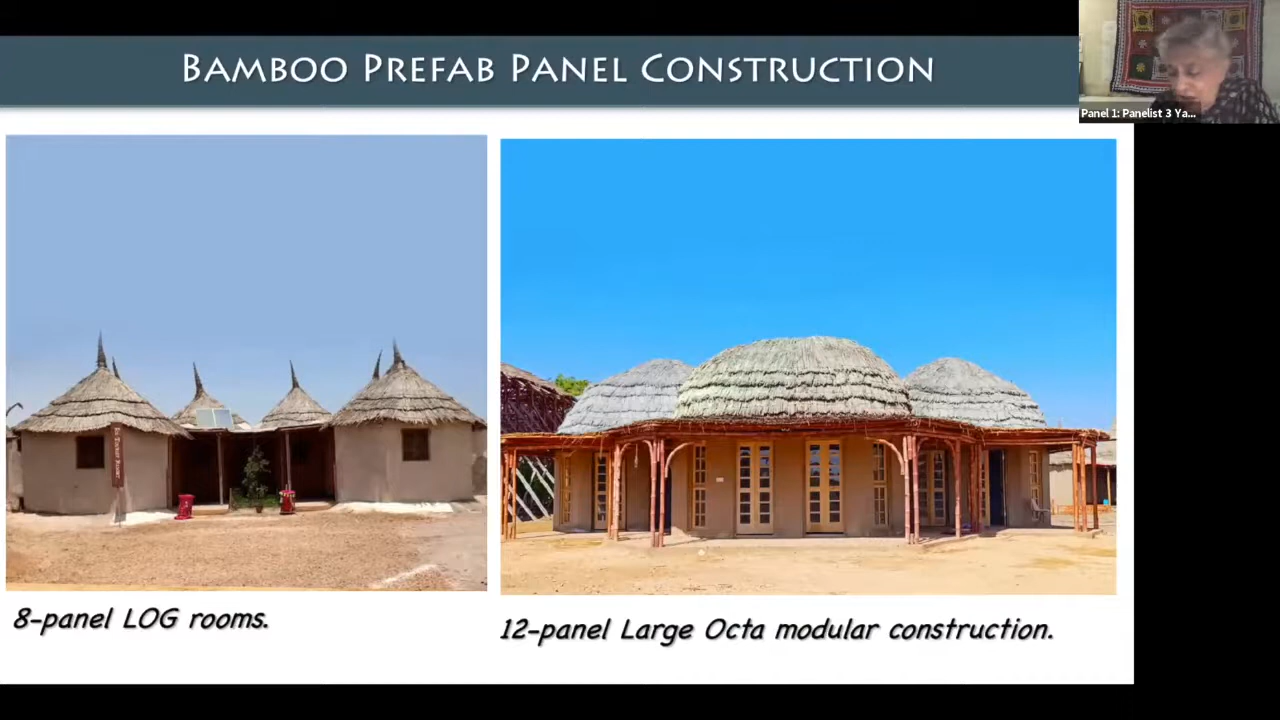 BAMBOO PREFAB PANEL CONSTRUCTION
Panel 1: Panelist 3 Ya...
8-panel LOG rooms.
12-panel Large Octa modular construction.